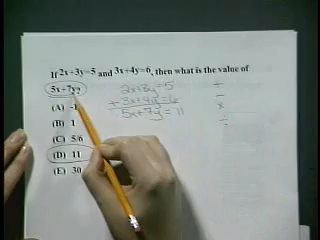 If 2x+3y=5 and 3x+4y=6, then what is the value of
5x+7y?
(A) -1
(B) 1
(C) 5/6
(D) 11
(E) 30
2x+3y=5
+ 3x+4y=6
5x+7y=11
+
-
×
÷